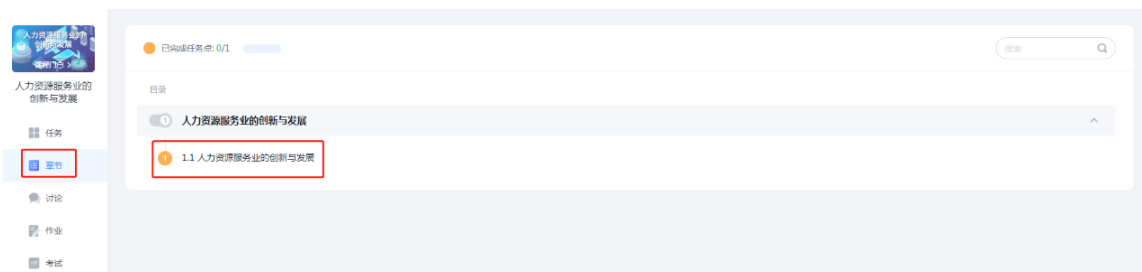 人力资源服务业的
创新与发展
课程门户 >
人力资源服务业的
创新与发展
任务
章节
讨论
作业
考试
已完成任务点: 0/1
搜索
目录
1 人力资源服务业的创新与发展
1 1.1 人力资源服务业的创新与发展